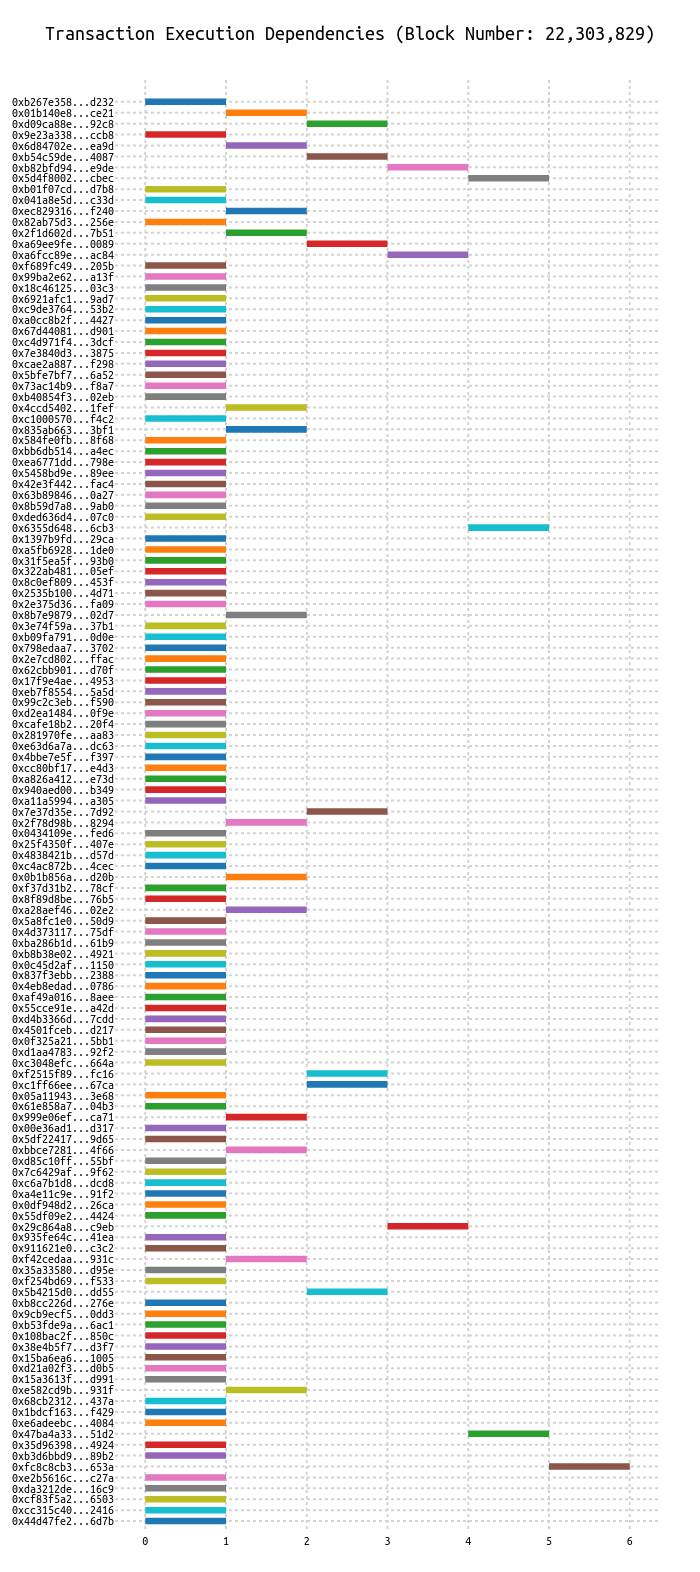 Transaction Execution Dependencies (Block Number: 22,303,829)
0xb267e358...d232
0x01b140e8...ce21
0xd09ca88e...92c8
0x9e23a338...ccb8
0x6d84702e...ea9d
0xb54c59de...4087
0xb82bfd94...e9de
0x5d4f8002...cbec
0xb01f07cd...d7b8
0x041a8e5d...c33d
0xec829316...f240
0x82ab75d3...256e
0x2f1d602d...7b51
0xa69ee9fe...0089
0xa6fcc89e...ac84
0xf689fc49...205b
0x99ba2e62...a13f
0x18c46125...03c3
0x6921afc1...9ad7
0xc9de3764...53b2
0xa0cc8b2f...4427
0x67d44081...d901
0xc4d971f4...3dcf
0x7e3840d3...3875
0xcae2a887...f298
0x5bfe7bf7...6a52
0x73ac14b9...f8a7
0xb40854f3...02eb
0x4ccd5402...1fef
0xc1000570...f4c2
0x835ab663...3bf1
0x584fe0fb...8f68
0xbb6db514...a4ec
0xea6771dd...798e
0x5458bd9e...89ee
0x42e3f442...fac4
0x63b89846...0a27
0x8b59d7a8...9ab0
0xded636d4...07c0
0x6355d648...6cb3
0x1397b9fd...29ca
0xa5fb6928...1de0
0x31f5ea5f...93b0
0x322ab481...05ef
0x8c0ef809...453f
0x2535b100...4d71
0x2e375d36...fa09
0x8b7e9879...02d7
0x3e74f59a...37b1
0xb09fa791...0d0e
0x798edaa7...3702
0x2e7cd802...ffac
0x62cbb901...d70f
0x17f9e4ae...4953
0xeb7f8554...5a5d
0x99c2c3eb...f590
0xd2ea1484...0f9e
0xcafe18b2...20f4
0x281970fe...aa83
0xe63d6a7a...dc63
0x4bbe7e5f...f397
0xcc80bf17...e4d3
0xa826a412...e73d
0x940aed00...b349
0xa11a5994...a305
0x7e37d35e...7d92
0x2f78d98b...8294
0x0434109e...fed6
0x25f4350f...407e
0x4838421b...d57d
0xc4ac872b...4cec
0x0b1b856a...d20b
0xf37d31b2...78cf
0x8f89d8be...76b5
0xa28aef46...02e2
0x5a8fc1e0...50d9
0x4d373117...75df
0xba286b1d...61b9
0xb8b38e02...4921
0x0c45d2af...1150
0x837f3ebb...2388
0x4eb8edad...0786
0xaf49a016...8aee
0x55cce91e...a42d
0xd4b3366d...7cdd
0x4501fceb...d217
0x0f325a21...5bb1
0xd1aa4783...92f2
0xc3048efc...664a
0xf2515f89...fc16
0xc1ff66ee...67ca
0x05a11943...3e68
0x61e858a7...04b3
0x999e06ef...ca71
0x00e36ad1...d317
0x5df22417...9d65
0xbbce7281...4f66
0xd85c10ff...55bf
0x7c6429af...9f62
0xc6a7b1d8...dcd8
0xa4e11c9e...91f2
0x0df948d2...26ca
0x55df09e2...4424
0x29c864a8...c9eb
0x935fe64c...41ea
0x911621e0...c3c2
0xf42cedaa...931c
0x35a33580...d95e
0xf254bd69...f533
0x5b4215d0...dd55
0xb8cc226d...276e
0x9cb9ecf5...0dd3
0xb53fde9a...6ac1
0x108bac2f...850c
0x38e4b5f7...d3f7
0x15ba6ea6...1005
0xd21a02f3...d0b5
0x15a3613f...d991
0xe582cd9b...931f
0x68cb2312...437a
0x1bdcf163...f429
0xe6adeebc...4084
0x47ba4a33...51d2
0x35d96398...4924
0xb3d6bbd9...89b2
0xfc8c8cb3...653a
0xe2b5616c...c27a
0xda3212de...16c9
0xcf83f5a2...6503
0xcc315c40...2416
0x44d47fe2...6d7b
0 1 2 3 4 5 6